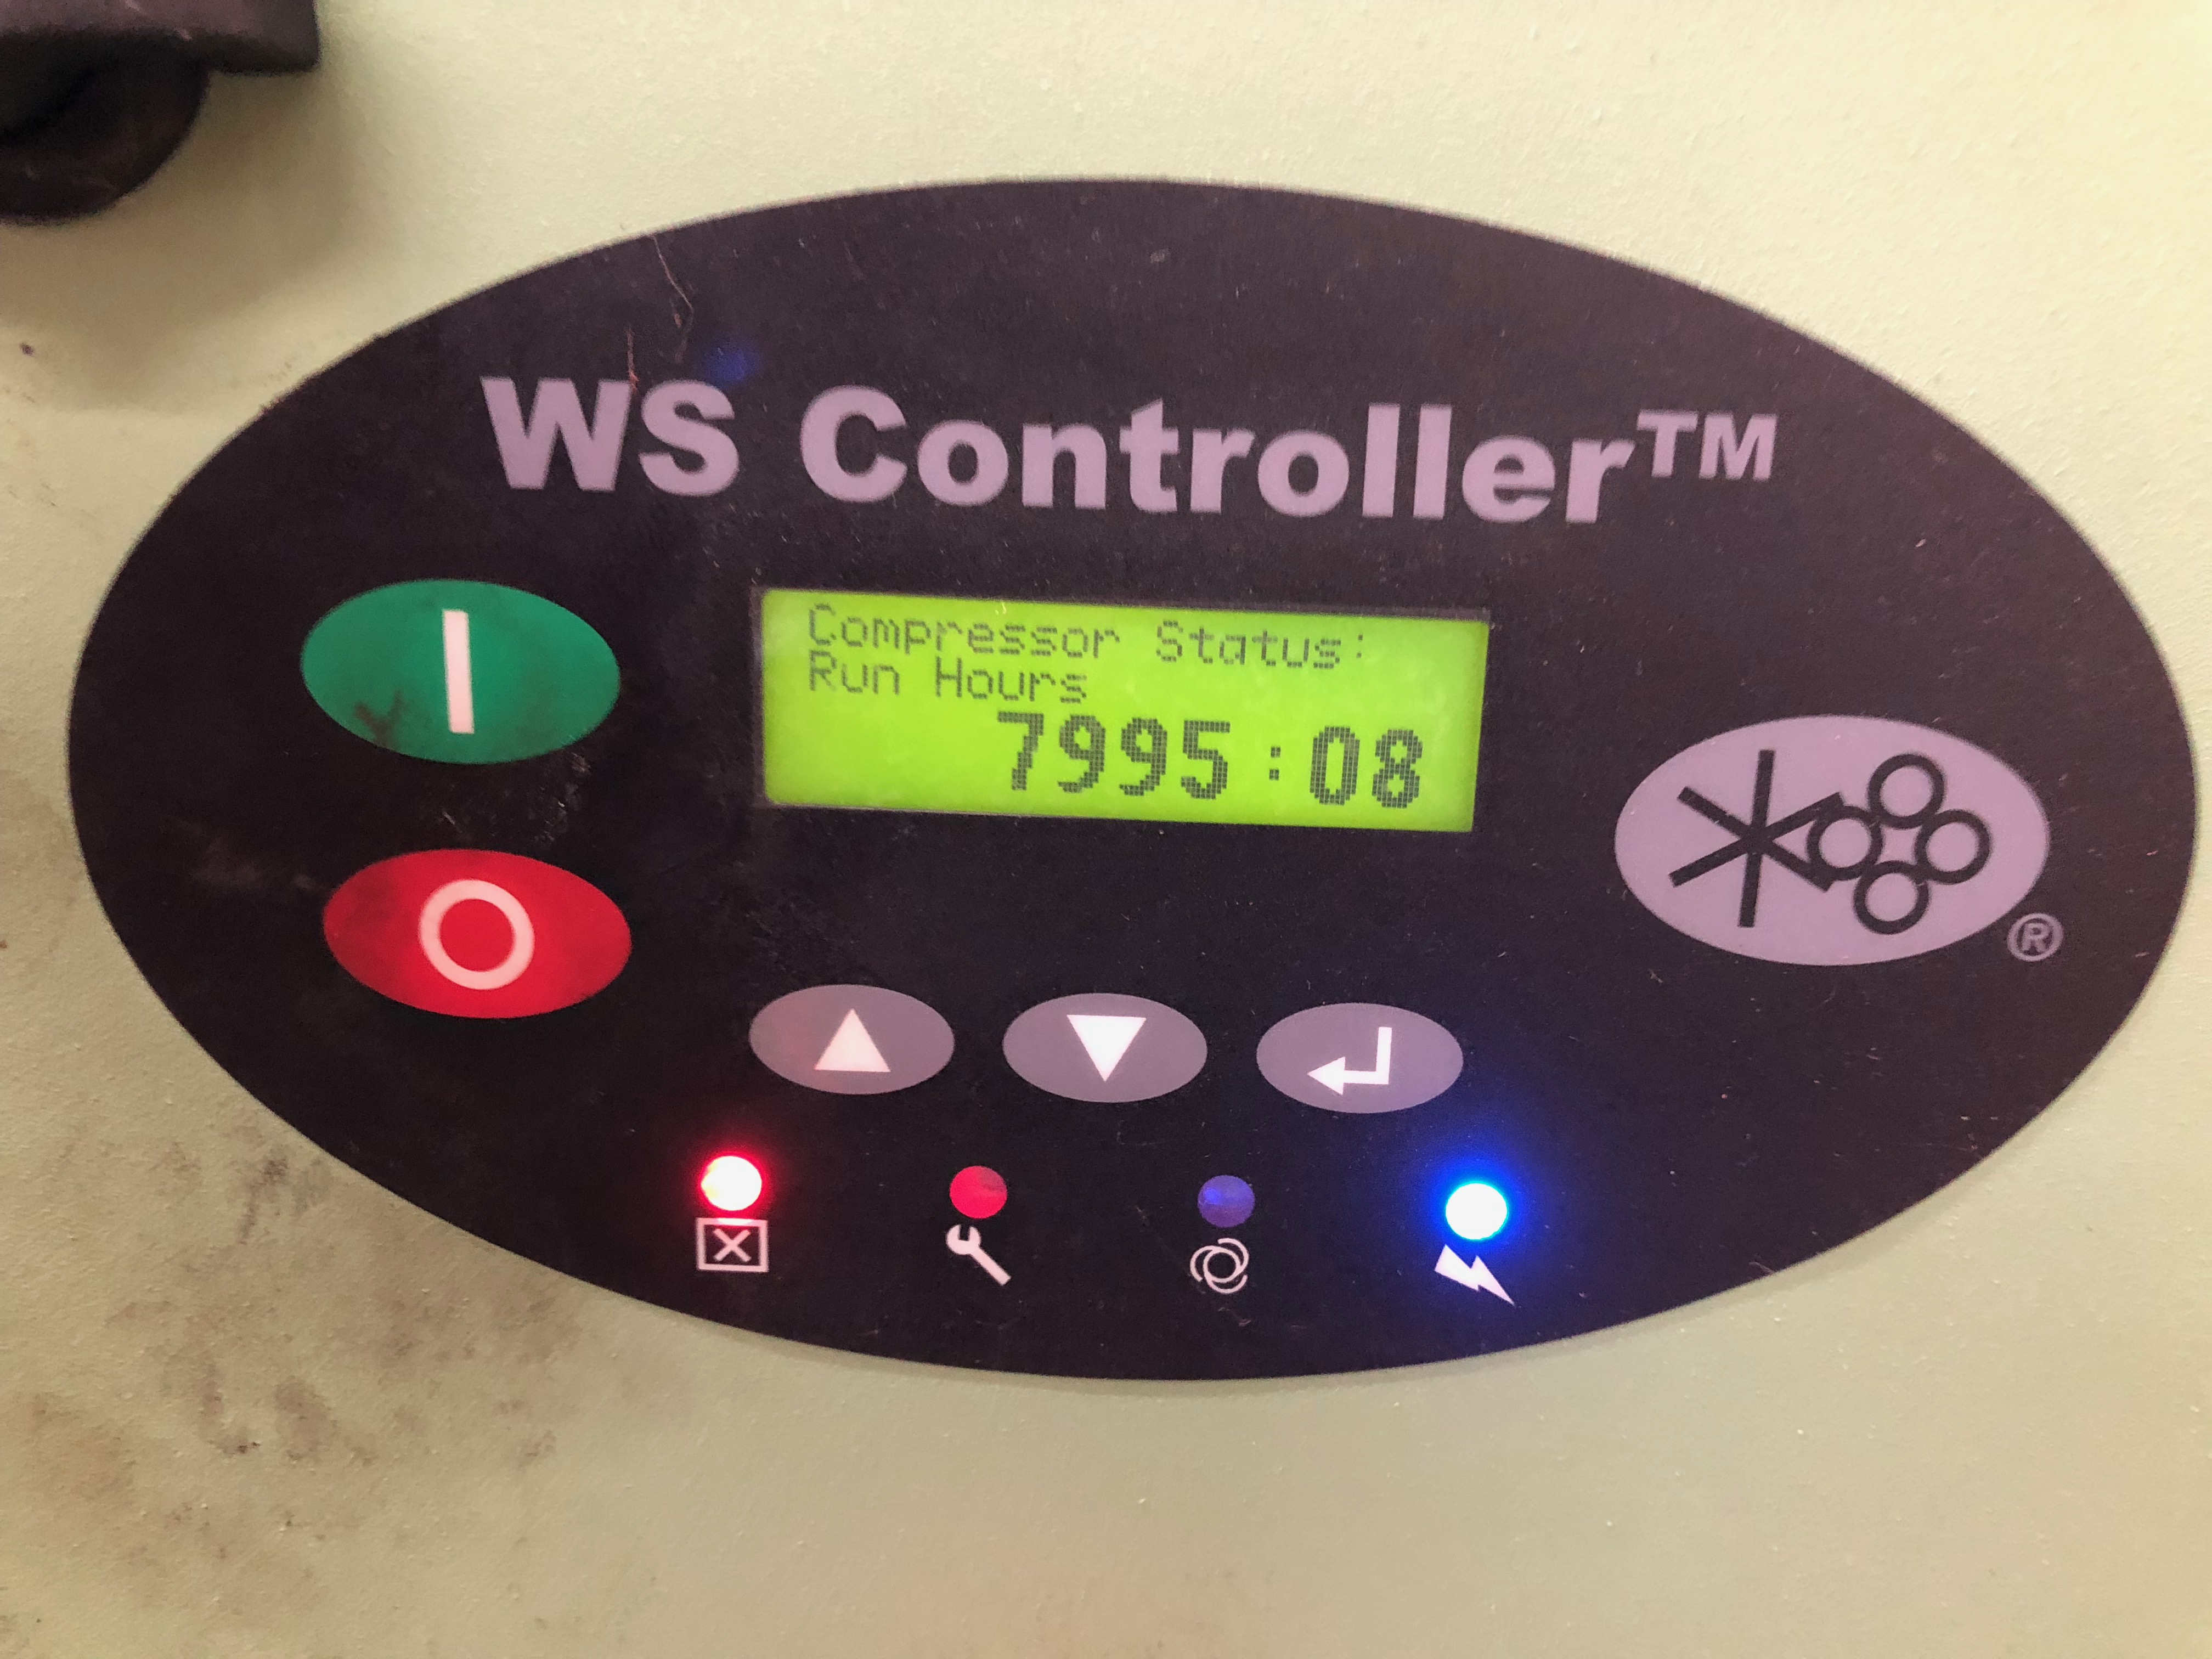 WS Controller™
Compressor Status:
Run Hours
7995:08
®